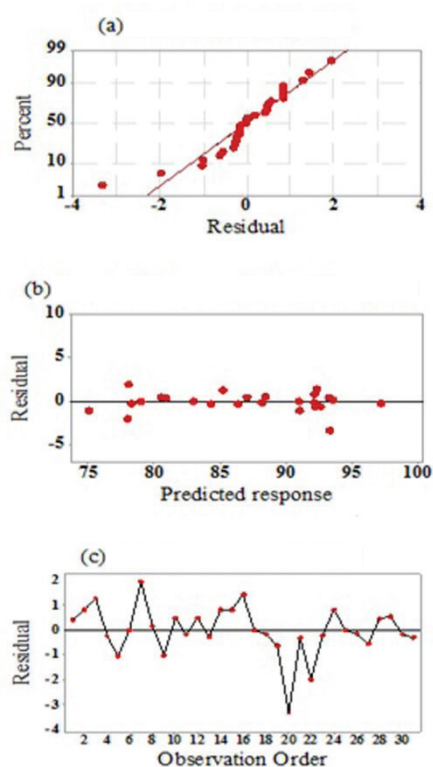 (a)
99
90
50
10
1
Percent
-4 -2 0 2 4
Residual
(b)
10
5
0
-5
Residual
75 80 85 90 95 100
Predicted response
(c)
2
1
0
-1
-2
-3
-4
Residual
2 4 6 8 10 12 14 16 18 20 22 24 26 28 30
Observation Order